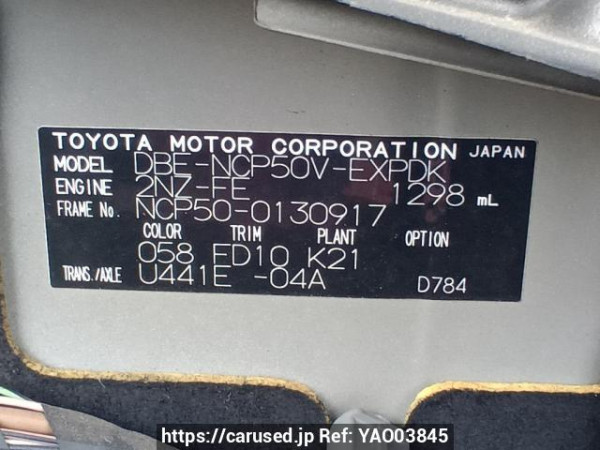 TOYOTA MOTOR CORPORATION JAPAN
MODEL DBE-NCP50V-EXPDK
ENGINE 2NZ-FE 1298 mL
FRAME No. NCP50-0130917
COLOR TRIM PLANT OPTION
058 FD10 K21
TRANS./AXLE U441E -04A D784
https://carused.jp Ref: YA003845